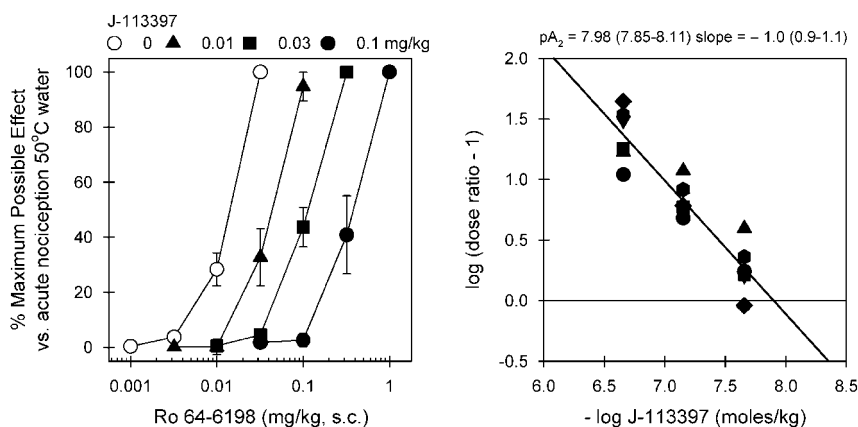 J-113397
0 0.01 0.03 0.1 mg/kg
% Maximum Possible Effect
vs. acute nociception 50°C water
100
80
60
40
20
0
0.001 0.01 0.1 1
Ro 64-6198 (mg/kg, s.c.)
pA2 = 7.98 (7.85-8.11) slope = – 1.0 (0.9-1.1)
log (dose ratio - 1)
2.0
1.5
1.0
0.5
0.0
-0.5
6.0 6.5 7.0 7.5 8.0 8.5
- log J-113397 (moles/kg)